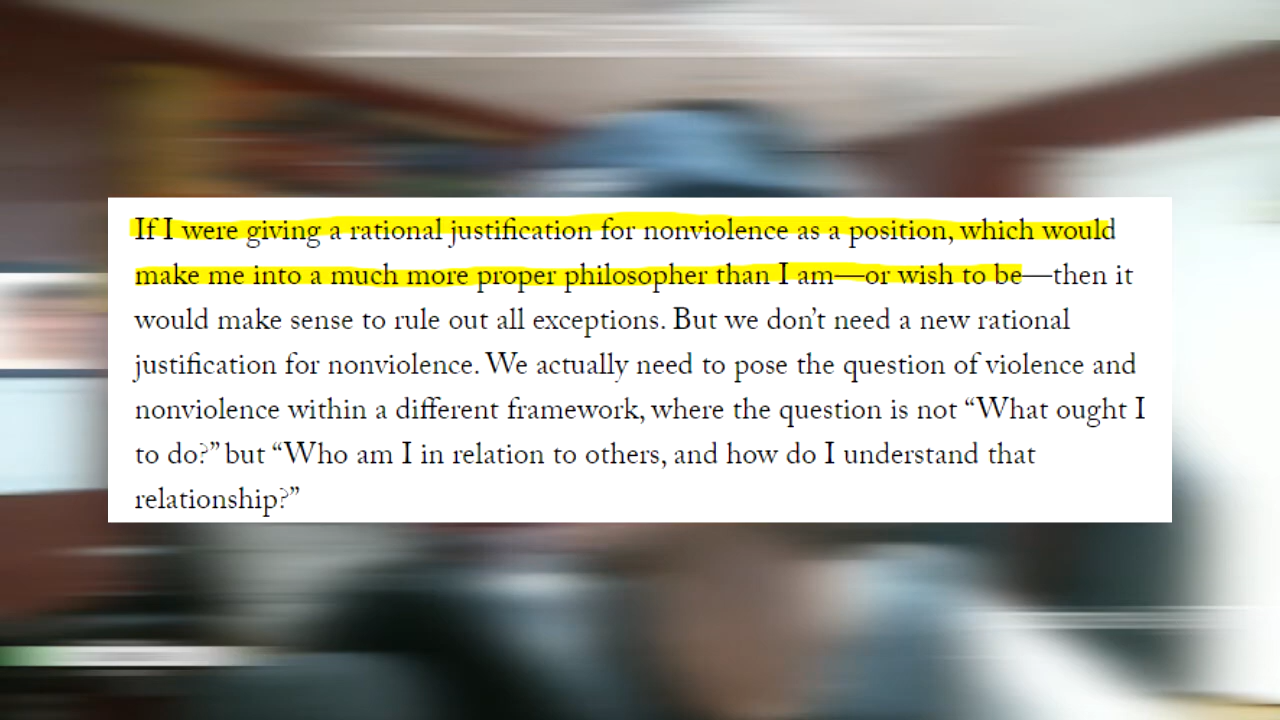 If I were giving a rational justification for nonviolence as a position, which would
make me into a much more proper philosopher than I am—or wish to be—then it
would make sense to rule out all exceptions. But we don’t need a new rational
justification for nonviolence. We actually need to pose the question of violence and
nonviolence within a different framework, where the question is not “What ought I
to do?” but “Who am I in relation to others, and how do I understand that
relationship?”